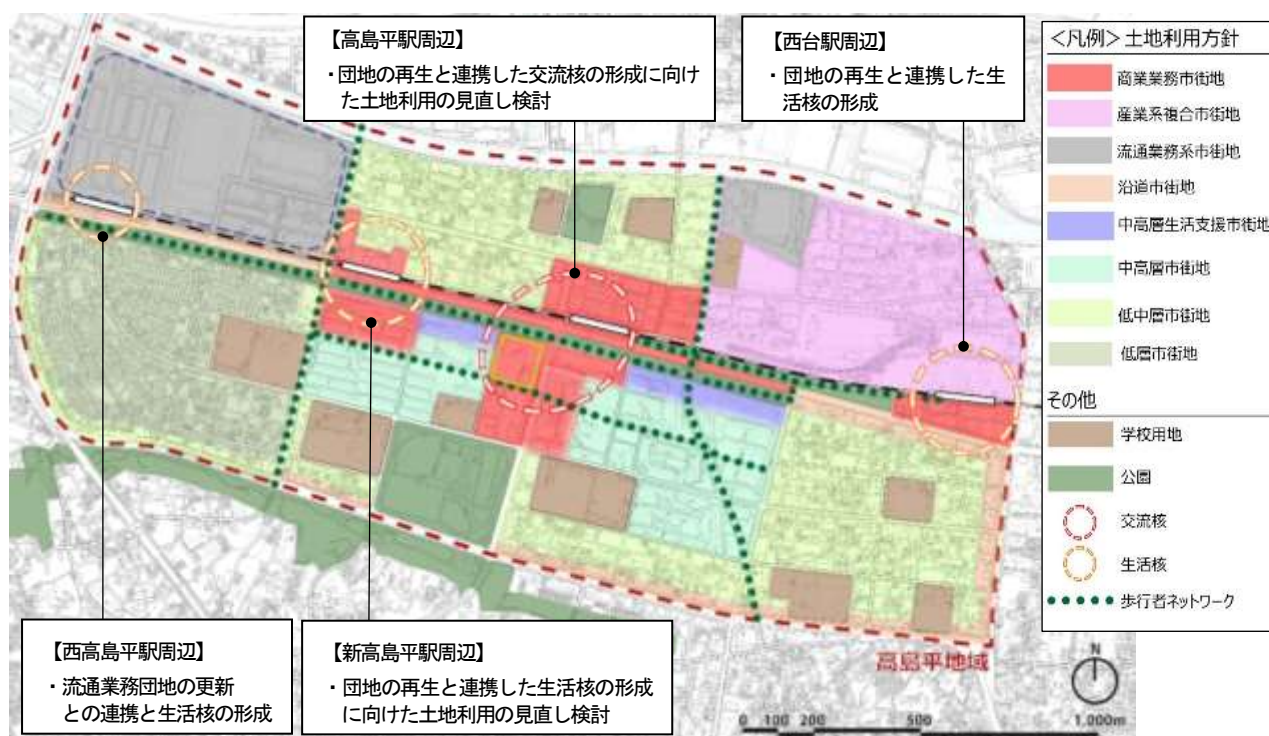 【高島平駅周辺】
・団地の再生と連携した交流核の形成に向け
た土地利用の見直し検討
【西台駅周辺】
・団地の再生と連携した生
活核の形成
<凡例>土地利用方針
商業業務市街地
産業系複合市街地
流通業務系市街地
沿道市街地
中高層生活支援市街地
中高層市街地
低中層市街地
低層市街地
その他
学校用地
公園
交流核
生活核
歩行者ネットワーク
【西高島平駅周辺】
・流通業務団地の更新
との連携と生活核の形成
【新高島平駅周辺】
・団地の再生と連携した生活核の形成
に向けた土地利用の見直し検討
高島平地域
N
0 100 200 500 1,000m